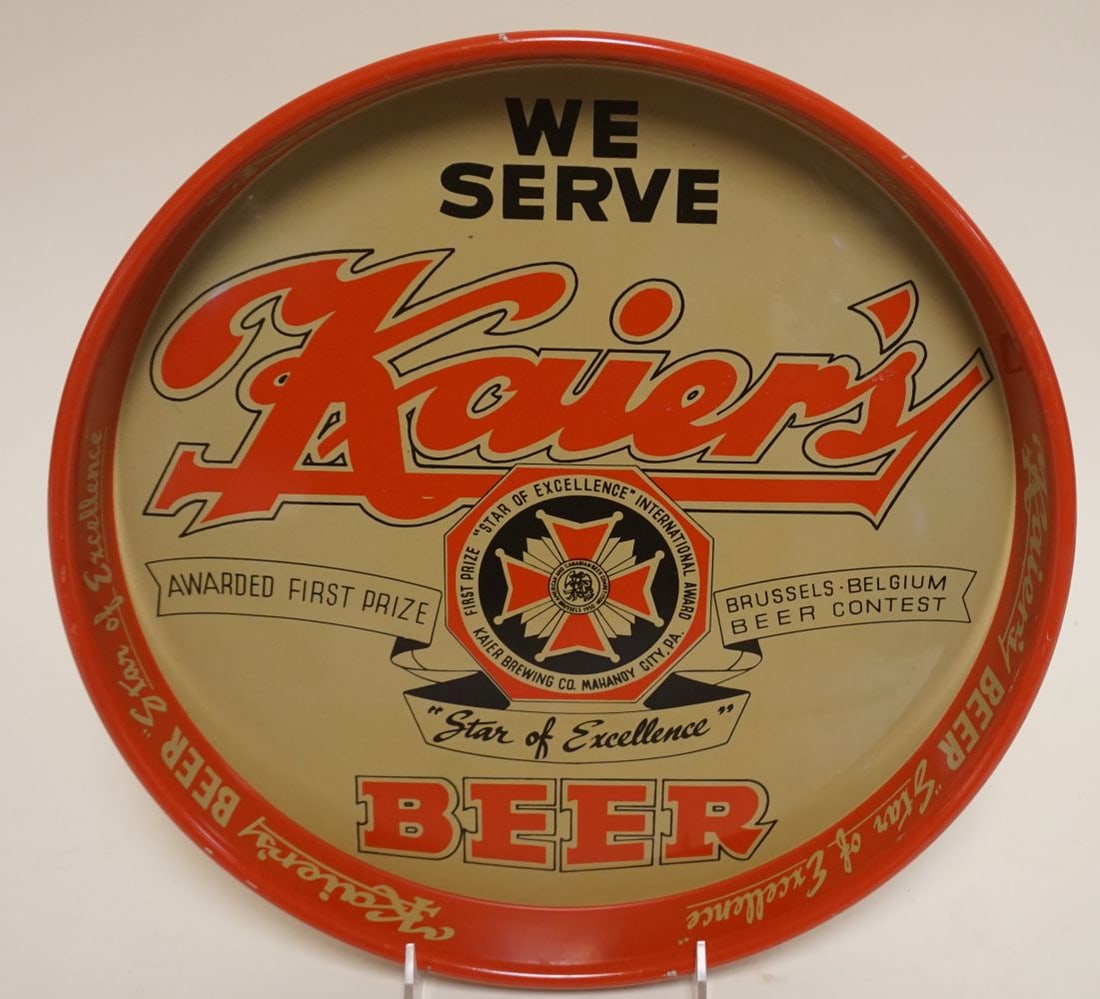 WE
SERVE
Kaier's
FIRST PRIZE "STAR OF EXCELLENCE" INTERNATIONAL AWARD
KAIER BREWING CO. MAHANOY CITY, PA.
AWARDED FIRST PRIZE
BRUSSELS·BELGIUM
BEER CONTEST
"Star of Excellence"
BEER
Kaier's BEER "Star of Excellence"
Kaier's BEER "Star of Excellence"